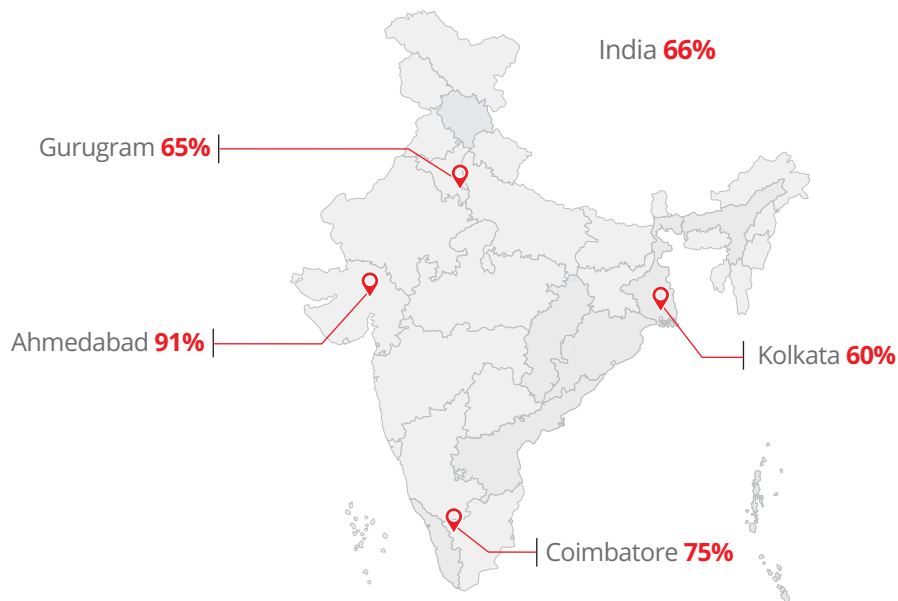 India 66%
Gurugram 65%
Ahmedabad 91%
Kolkata 60%
Coimbatore 75%